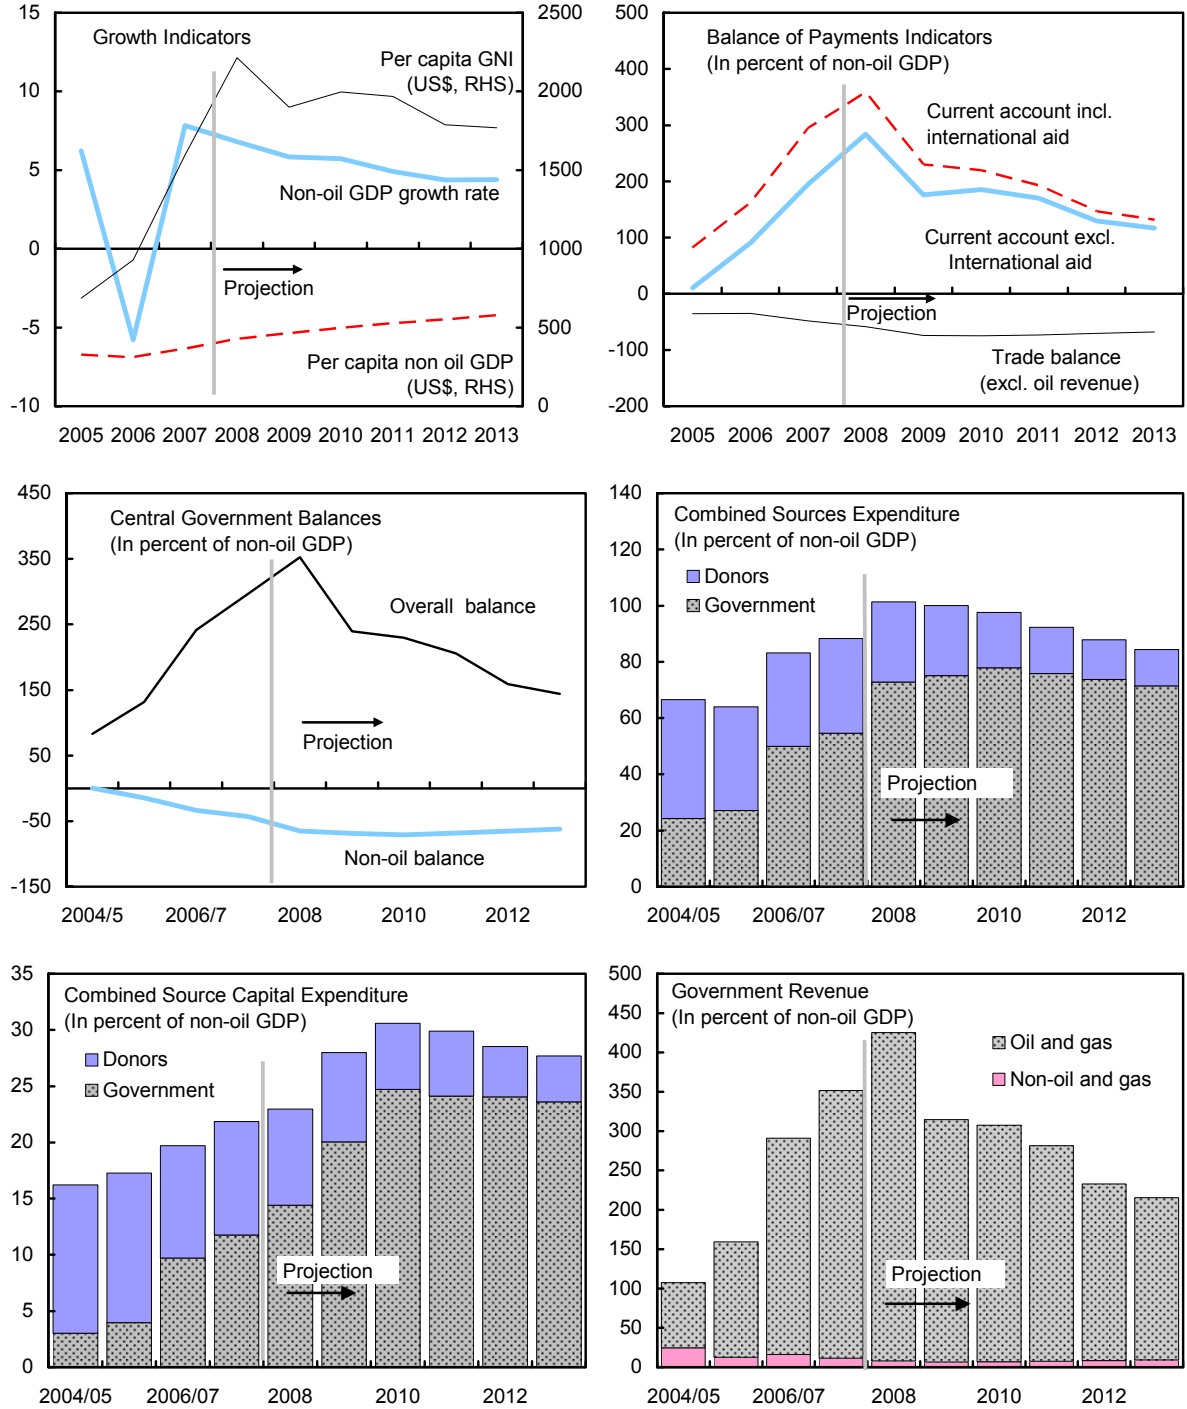 Growth Indicators
Per capita GNI
(US$, RHS)
Non-oil GDP growth rate
Projection
Per capita non oil GDP
(US$, RHS)
15
10
5
0
-5
-10
2500
2000
1500
1000
500
0
2005 2006 2007 2008 2009 2010 2011 2012 2013
Balance of Payments Indicators
(In percent of non-oil GDP)
Current account incl.
international aid
Current account excl.
International aid
Projection
Trade balance
(excl. oil revenue)
500
400
300
200
100
0
-100
-200
2005 2006 2007 2008 2009 2010 2011 2012 2013
Central Government Balances
(In percent of non-oil GDP)
Overall balance
Projection
Non-oil balance
450
350
250
150
50
-50
-150
2004/5 2006/7 2008 2010 2012
Combined Sources Expenditure
(In percent of non-oil GDP)
Donors
Government
Projection
140
120
100
80
60
40
20
0
2004/05 2006/07 2008 2010 2012
Combined Source Capital Expenditure
(In percent of non-oil GDP)
Donors
Government
Projection
35
30
25
20
15
10
5
0
2004/05 2006/07 2008 2010 2012
Government Revenue
(In percent of non-oil GDP)
Oil and gas
Non-oil and gas
Projection
500
450
400
350
300
250
200
150
100
50
0
2004/05 2006/07 2008 2010 2012